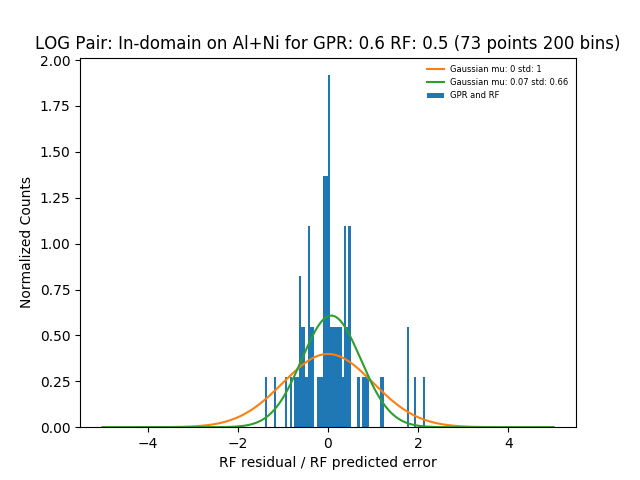 LOG Pair: In-domain on Al+Ni for GPR: 0.6 RF: 0.5 (73 points 200 bins)
Gaussian mu: 0 std: 1
Gaussian mu: 0.07 std: 0.66
GPR and RF
Normalized Counts
2.00
1.75
1.50
1.25
1.00
0.75
0.50
0.25
0.00
−4
−2
0
2
4
RF residual / RF predicted error